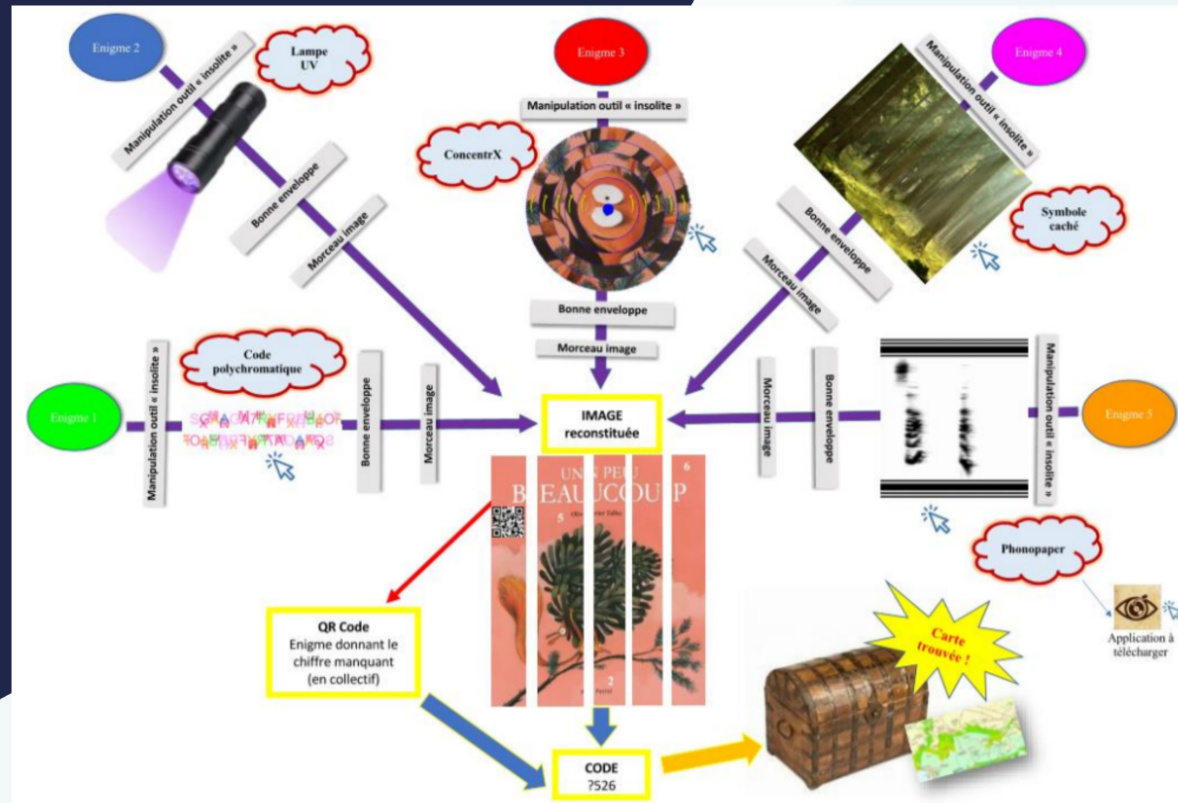 Enigme 2
Manipulation outil « insolite »
Lampe
UV
Bonne enveloppe
Morceau image
Enigme 3
Manipulation outil « insolite »
ConcentrX
Bonne enveloppe
Morceau image
Enigme 4
Manipulation outil « insolite »
Symbole
caché
Bonne enveloppe
Morceau image
Enigme 1
Manipulation outil « insolite »
Code
polychromatique
Bonne enveloppe
Morceau image
IMAGE
reconstituée
Morceau image
Bonne enveloppe
Manipulation outil « insolite »
Enigme 5
Phonopaper
Application à
télécharger
6
UN PEU
BEAUCOUP
5
2
QR Code
Enigme donnant le
chiffre manquant
(en collectif)
Carte
trouvée !
CODE
?526